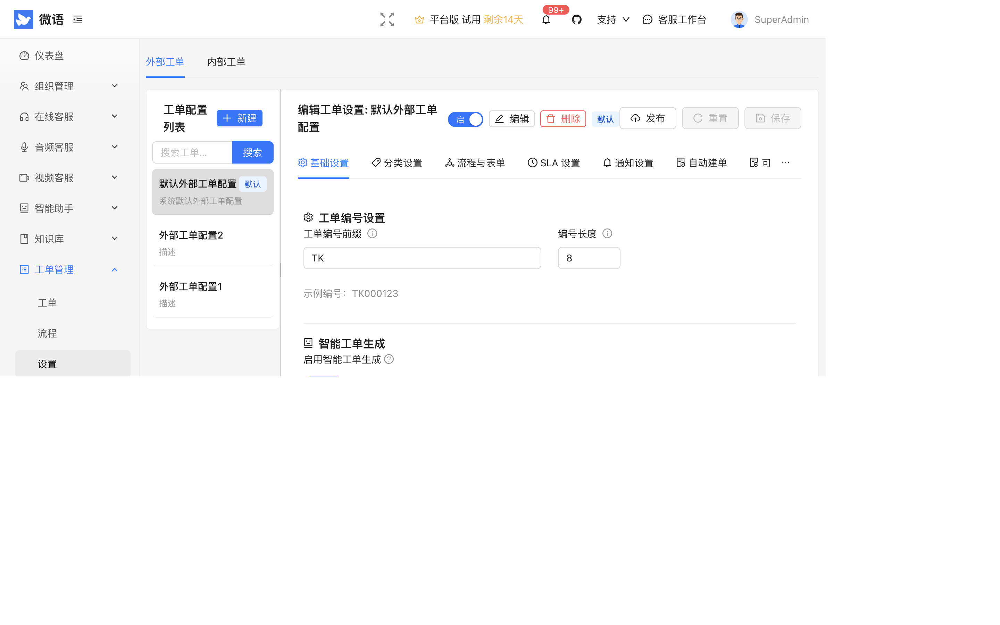 微语
平台版 试用 剩余14天
99+
支持
客服工作台
SuperAdmin
仪表盘
组织管理
在线客服
音频客服
视频客服
智能助手
知识库
工单管理
工单
流程
设置
外部工单
内部工单
工单配置
列表
新建
搜索工单...
搜索
默认外部工单配置
默认
系统默认外部工单配置
外部工单配置2
描述
外部工单配置1
描述
编辑工单设置: 默认外部工单
配置
启
编辑
删除
默认
发布
重置
保存
基础设置
分类设置
流程与表单
SLA 设置
通知设置
自动建单
可
···
工单编号设置
工单编号前缀
编号长度
TK
8
示例编号：TK000123
智能工单生成
启用智能工单生成